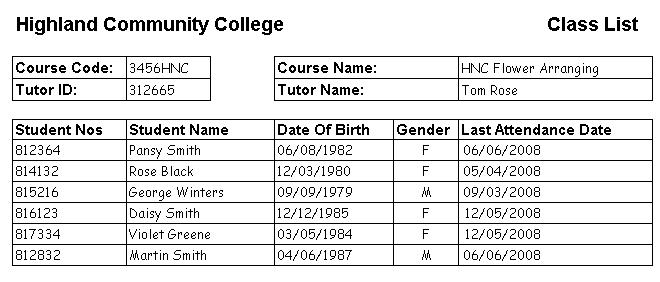 Highland Community College Class List
Course Code: 3456HNC Course Name: HNC Flower Arranging
Tutor ID: 312665 Tutor Name: Tom Rose
Student Nos Student Name Date Of Birth Gender Last Attendance Date
812364 Pansy Smith 06/08/1982 F 06/06/2008
814132 Rose Black 12/03/1980 F 05/04/2008
815216 George Winters 09/09/1979 M 09/03/2008
816123 Daisy Smith 12/12/1985 F 12/05/2008
817334 Violet Greene 03/05/1984 F 12/05/2008
812832 Martin Smith 04/06/1987 M 06/06/2008